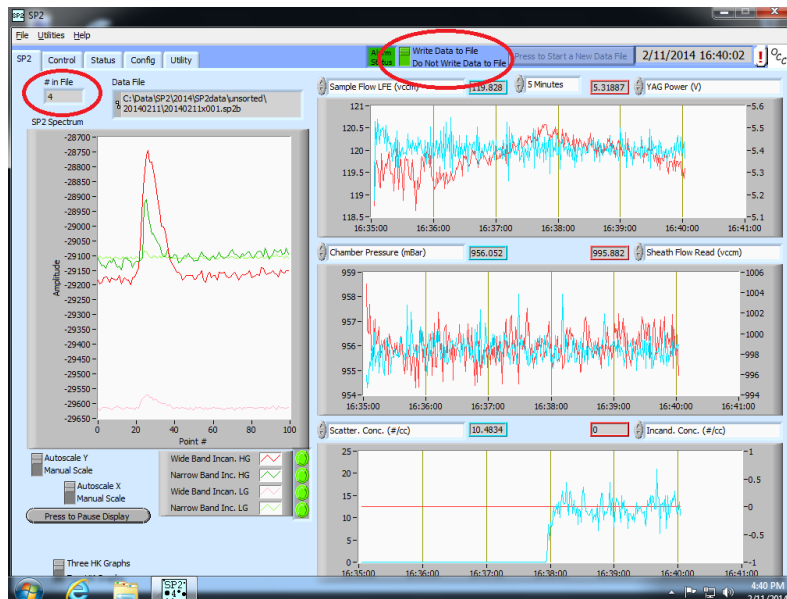 SP2
File Utilities Help
SP2 Control Status Config Utility
Alarm Status
Write Data to File
Do Not Write Data to File
Press to Start a New Data File
2/11/2014 16:40:02
!
# in File
4
Data File
C:\Data\SP2\2014\SP2data\unsorted\
20140211\20140211x001.sp2b
SP2 Spectrum
-28700
-28750
-28800
-28850
-28900
-28950
-29000
-29050
-29100
-29150
-29200
-29250
-29300
-29350
-29400
-29450
-29500
-29550
-29600
-29650
Amplitude
0 20 40 60 80 100
Point #
Autoscale Y
Manual Scale
Autoscale X
Manual Scale
Press to Pause Display
Wide Band Incan. HG
Narrow Band Inc. HG
Wide Band Incan. LG
Narrow Band Inc. LG
Three HK Graphs
Sample Flow LFE (vccm) 119.828 5 Minutes 5.31887 YAG Power (V)
121
120.5
120
119.5
119
118.5
5.6
5.5
5.4
5.3
5.2
5.1
16:35:00 16:36:00 16:37:00 16:38:00 16:39:00 16:40:00 16:41:00
Chamber Pressure (mBar) 956.052 995.882 Sheath Flow Read (vccm)
959
958
957
956
955
954
1006
1004
1002
1000
998
996
994
16:35:00 16:36:00 16:37:00 16:38:00 16:39:00 16:40:00 16:41:00
Scatter. Conc. (#/cc) 10.4834 0 Incand. Conc. (#/cc)
25
20
15
10
5
0
1
0.5
0
-0.5
-1
16:35:00 16:36:00 16:37:00 16:38:00 16:39:00 16:40:00 16:41:00
SP2
4:40 PM
2/11/2014